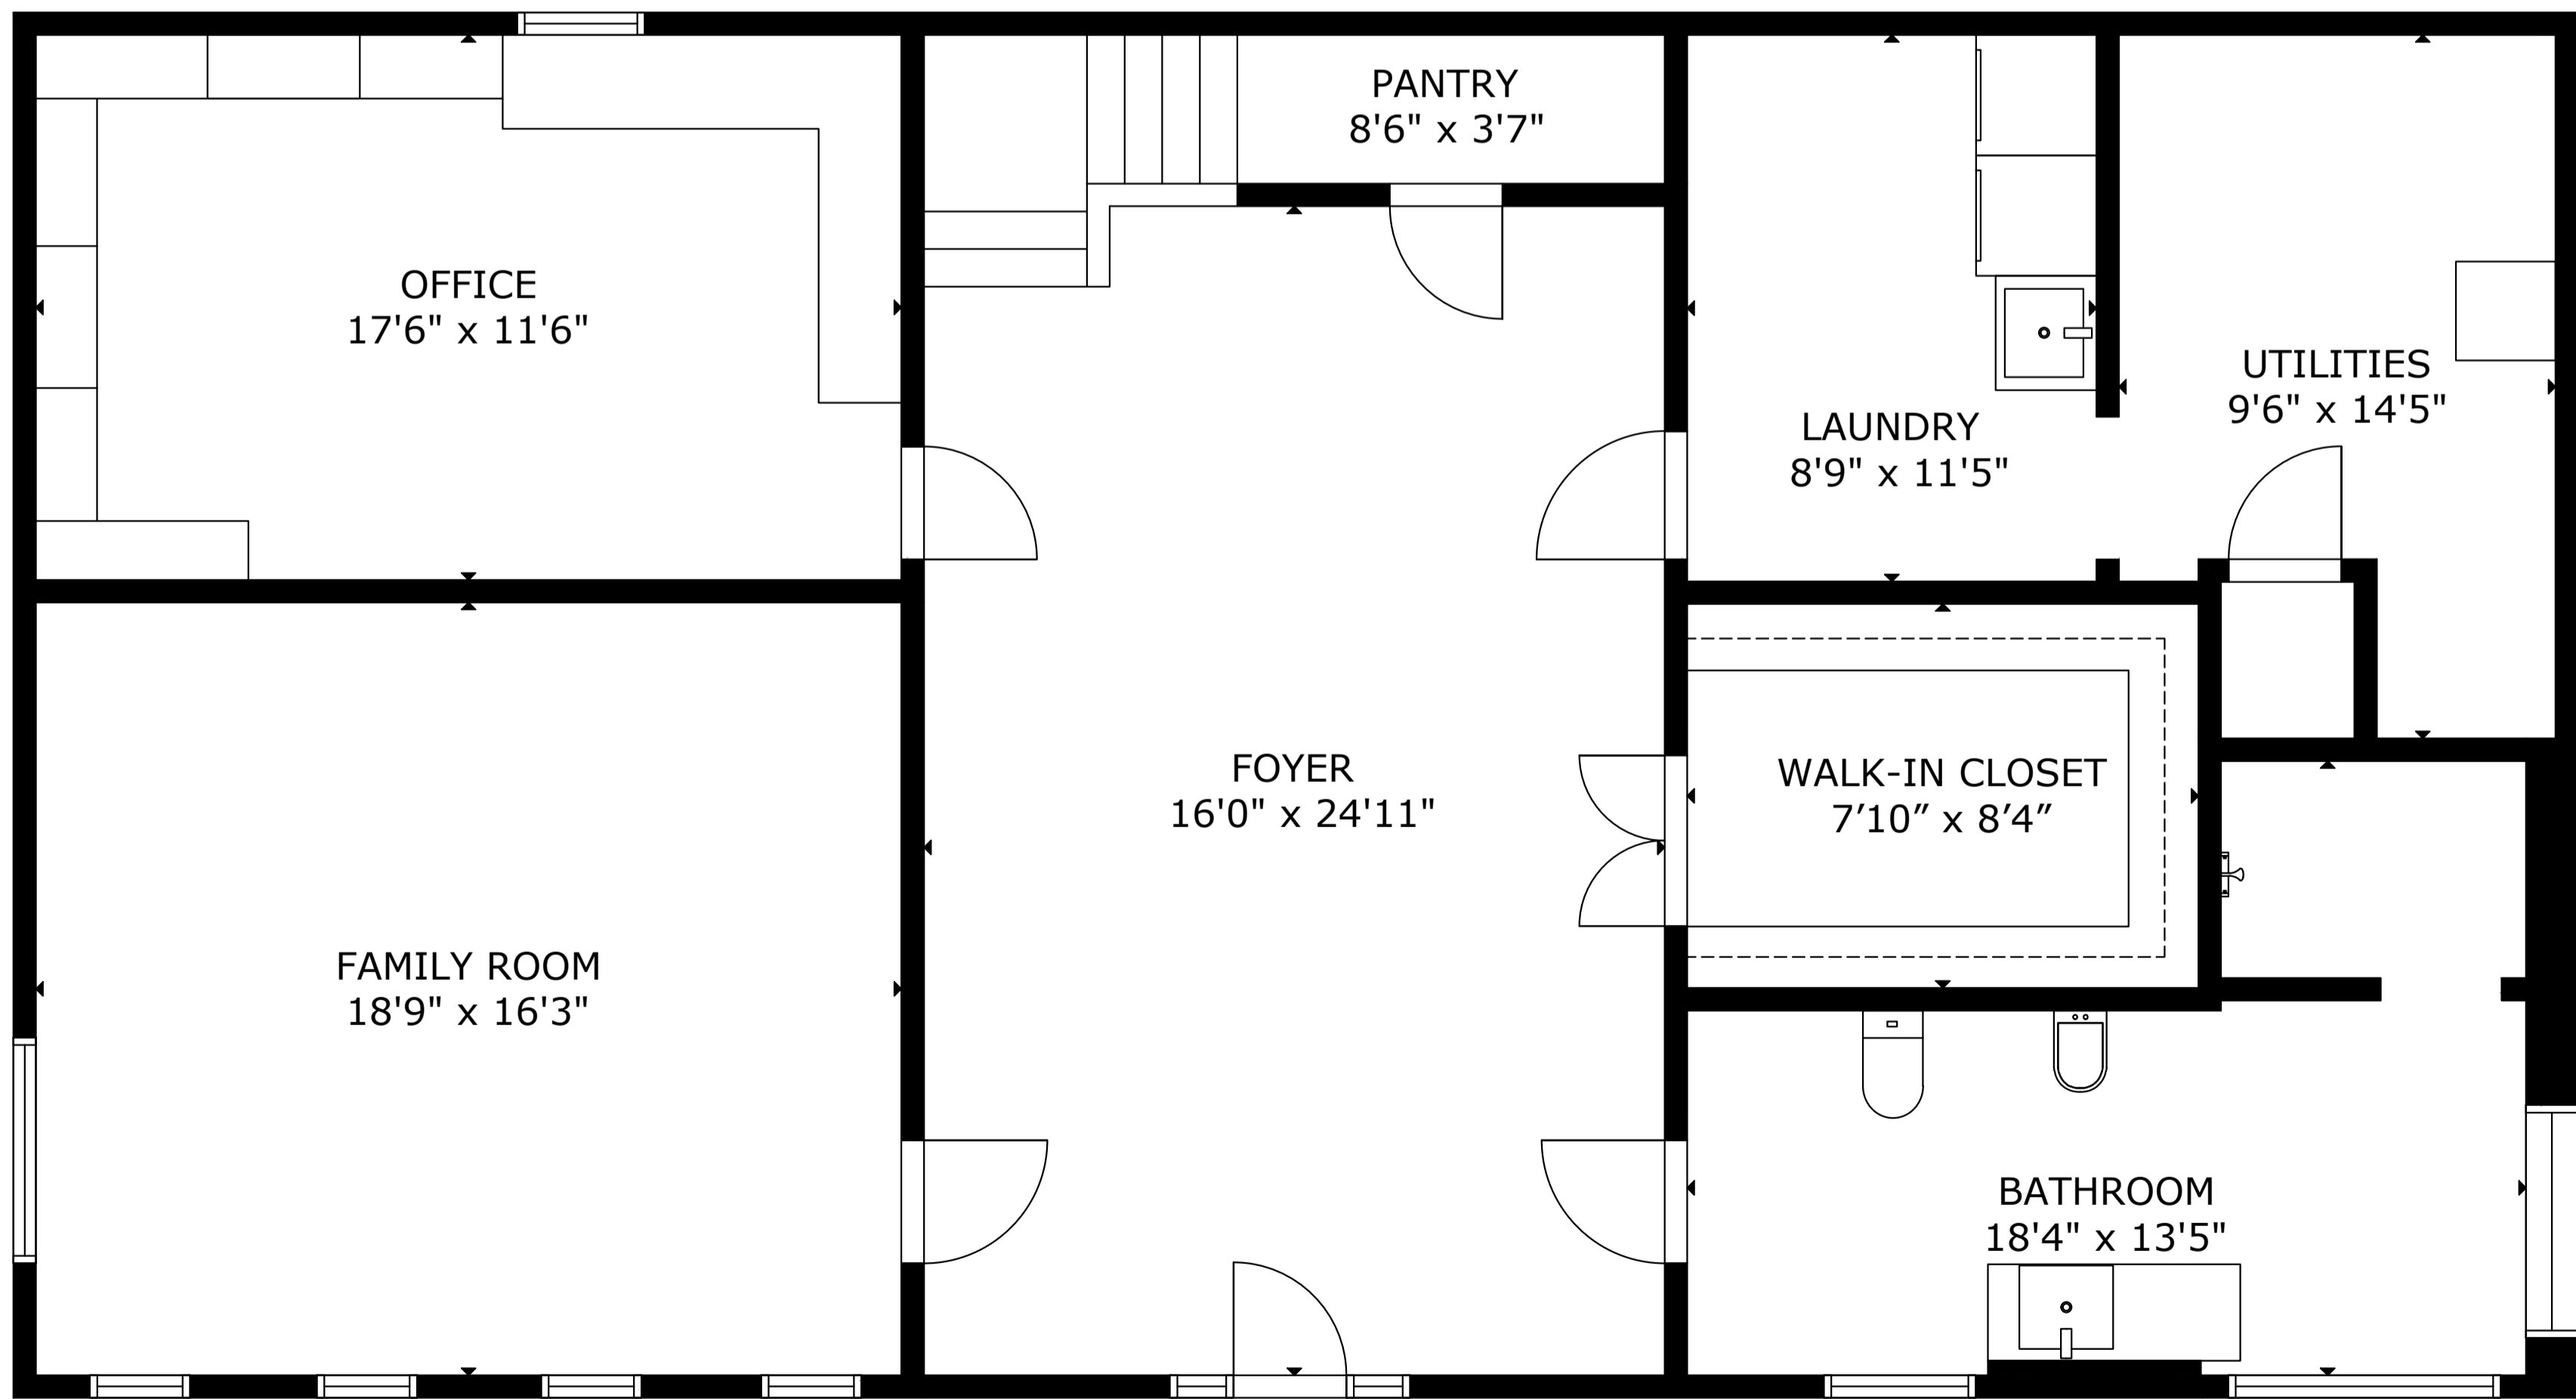 PANTRY
8'6" x 3'7"
OFFICE
17'6" x 11'6"
UTILITIES
9'6" x 14'5"
LAUNDRY
8'9" x 11'5"
FOYER
16'0" x 24'11"
WALK-IN CLOSET
7’10” x 8’4”
FAMILY ROOM
18'9" x 16'3"
BATHROOM
18'4" x 13'5"